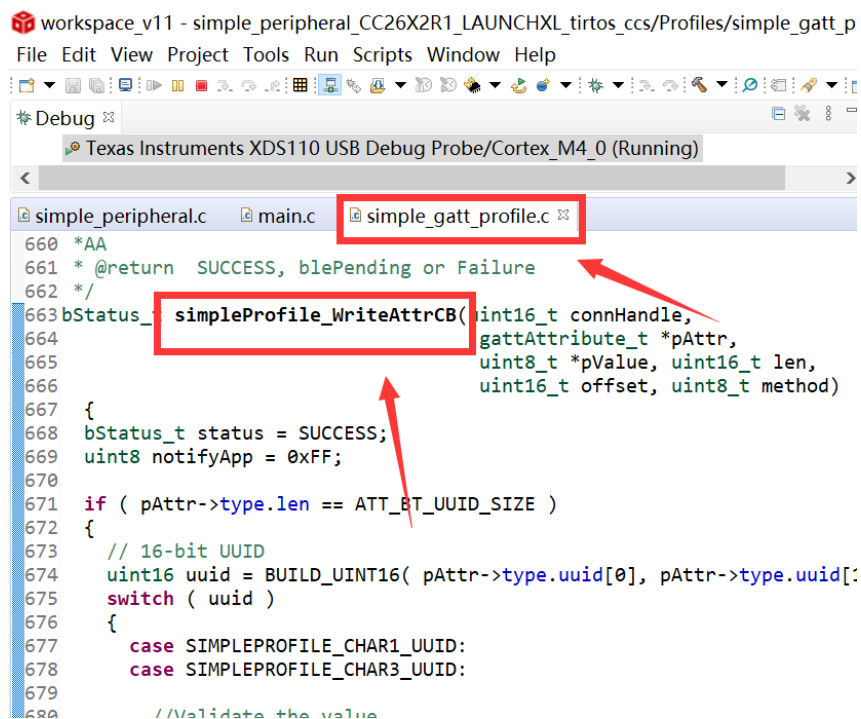 workspace_v11 - simple_peripheral_CC26X2R1_LAUNCHXL_tirtos_ccs/Profiles/simple_gatt_p
File Edit View Project Tools Run Scripts Window Help
Debug
Texas Instruments XDS110 USB Debug Probe/Cortex_M4_0 (Running)
simple_peripheral.c main.c simple_gatt_profile.c
660 *AA
661 * @return SUCCESS, blePending or Failure
662 */
663 bStatus_t simpleProfile_WriteAttrCB(uint16_t connHandle,
664 gattAttribute_t *pAttr,
665 uint8_t *pValue, uint16_t len,
666 uint16_t offset, uint8_t method)
667 {
668 bStatus_t status = SUCCESS;
669 uint8 notifyApp = 0xFF;
670
671 if ( pAttr->type.len == ATT_BT_UUID_SIZE )
672 {
673 // 16-bit UUID
674 uint16 uuid = BUILD_UINT16( pAttr->type.uuid[0], pAttr->type.uuid[1
675 switch ( uuid )
676 {
677 case SIMPLEPROFILE_CHAR1_UUID:
678 case SIMPLEPROFILE_CHAR3_UUID:
679
680 //Validate the value